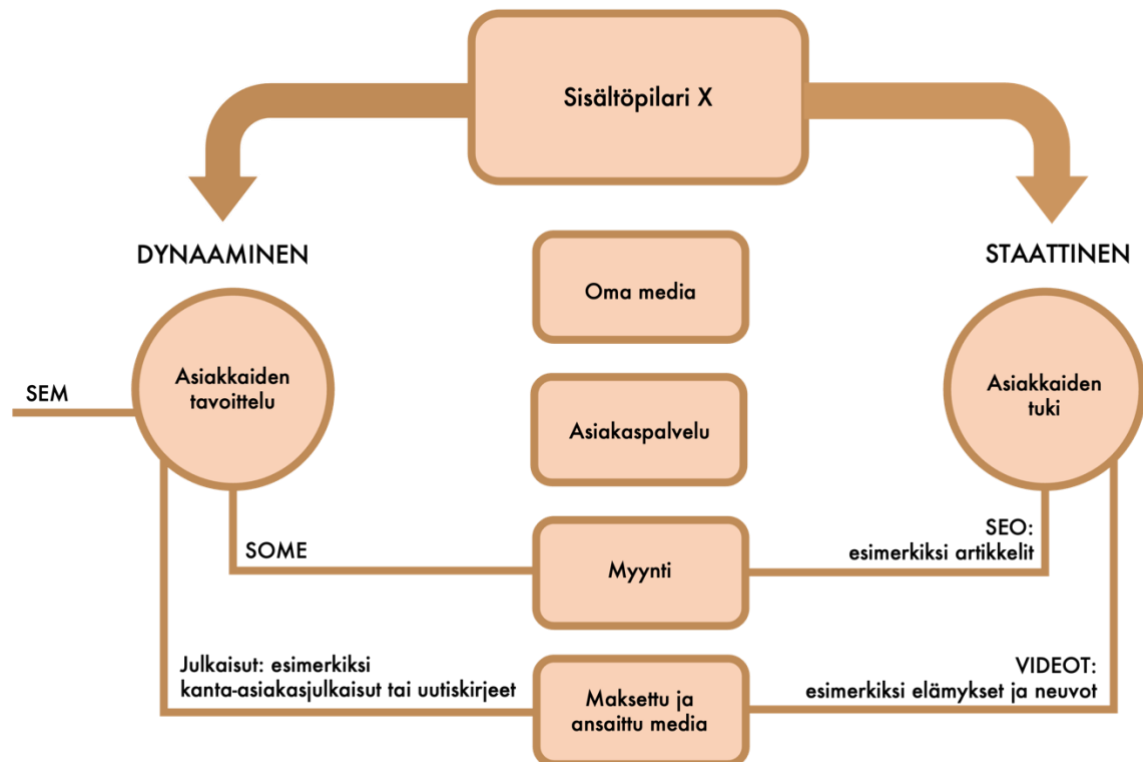 Sisältöpilari X
DYNAAMINEN
STAATTINEN
Oma media
Asiakkaiden
tavoittelu
Asiakkaiden
tuki
SEM
Asiakaspalvelu
SOME
Myynti
SEO:
esimerkiksi artikkelit
Julkaisut: esimerkiksi
kanta-asiakasjulkaisut tai uutiskirjeet
Maksettu ja
ansaittu media
VIDEOT:
esimerkiksi elämykset ja neuvot